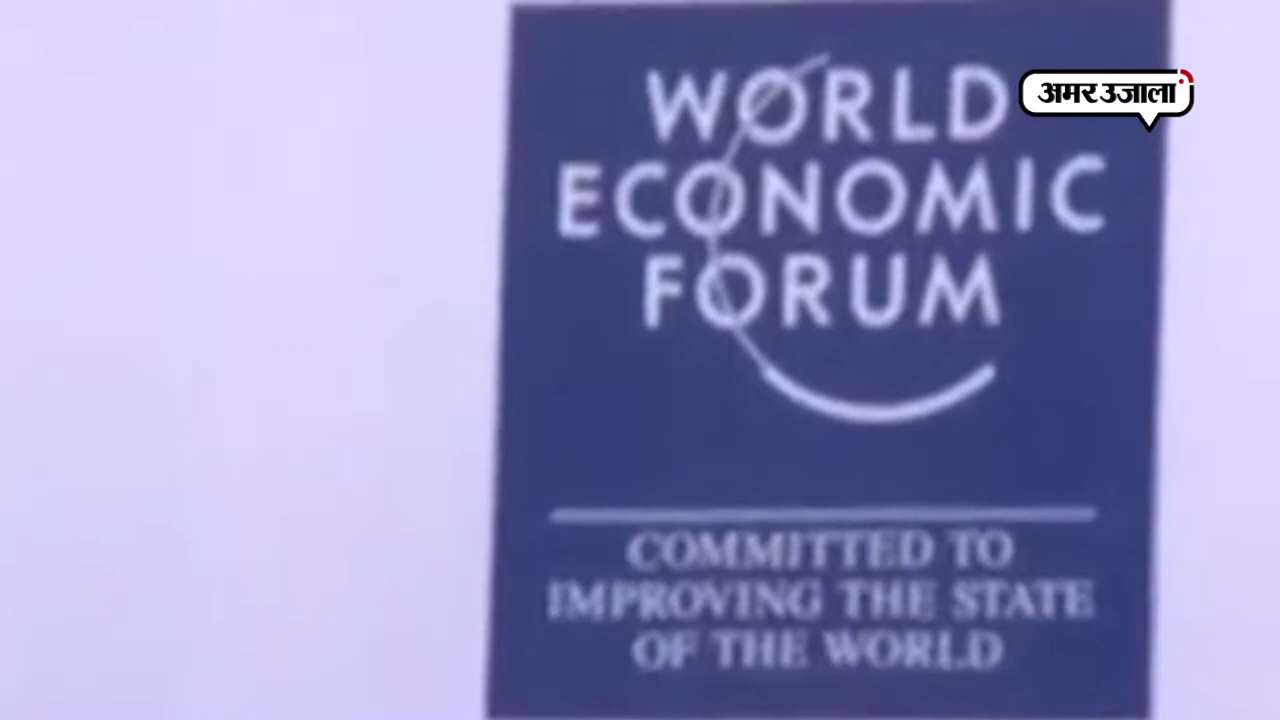 WORLD
ECONOMIC
FORUM
अमर उजाला
COMMITTED TO
IMPROVING THE STATE
OF THE WORLD